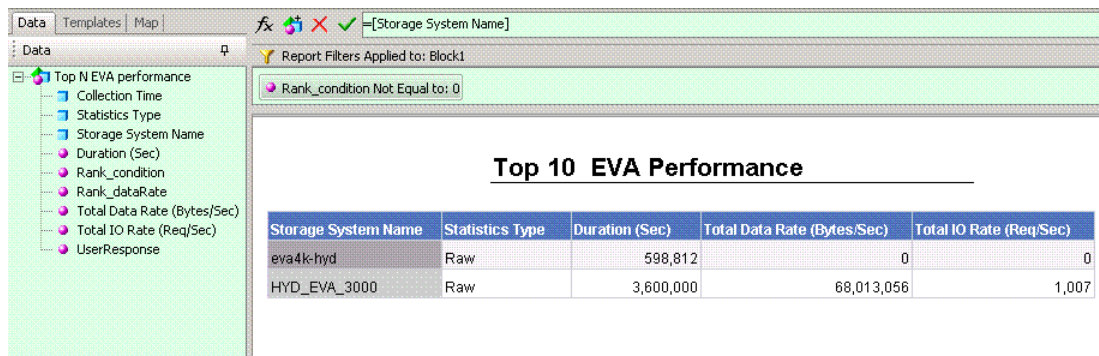 Data Templates Map
=[Storage System Name]
Data
Report Filters Applied to: Block1
Rank_condition Not Equal to: 0
Top N EVA performance
Collection Time
Statistics Type
Storage System Name
Duration (Sec)
Rank_condition
Rank_dataRate
Total Data Rate (Bytes/Sec)
Total IO Rate (Req/Sec)
UserResponse
Top 10 EVA Performance
Storage System Name Statistics Type Duration (Sec) Total Data Rate (Bytes/Sec) Total IO Rate (Req/Sec)
eva4k-hyd Raw 598,812 0 0
HYD_EVA_3000 Raw 3,600,000 68,013,056 1,007